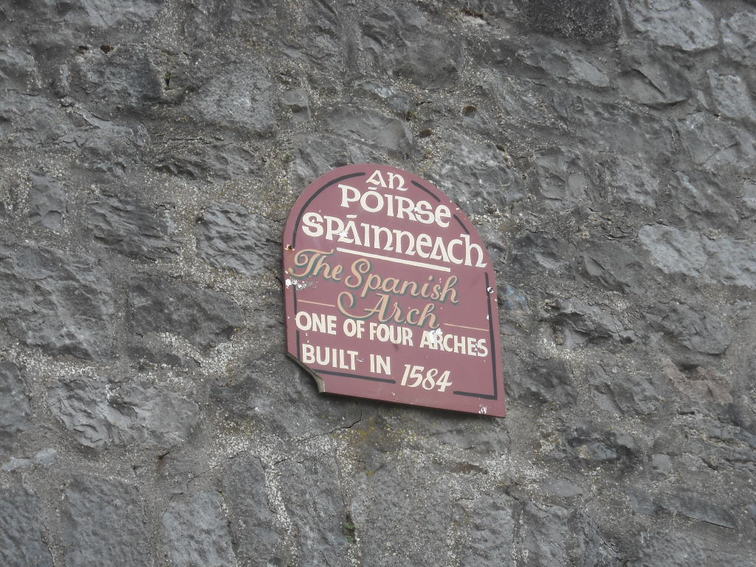 AN
PÓIRSE
SPÁINNEACH
The Spanish
Arch
ONE OF FOUR ARCHES
BUILT IN 1584